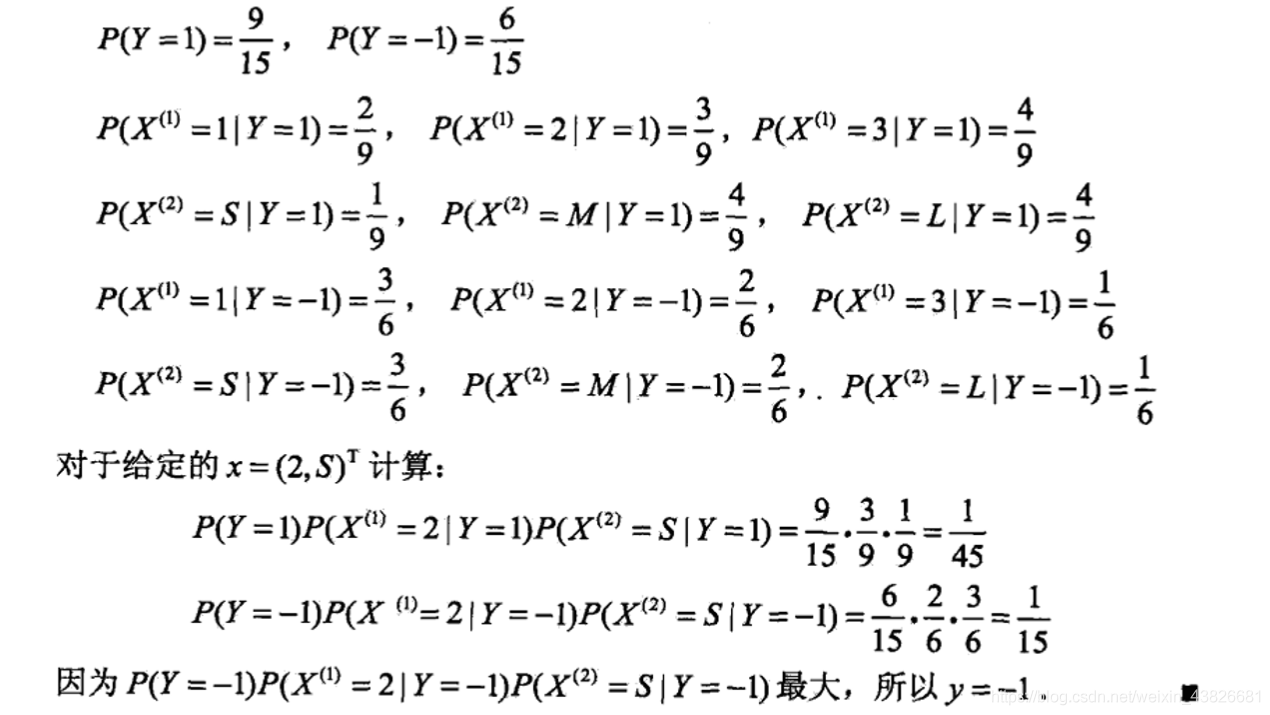 P(Y=1)=9/15, P(Y=-1)=6/15
P(X^(1)=1|Y=1)=2/9, P(X^(1)=2|Y=1)=3/9, P(X^(1)=3|Y=1)=4/9
P(X^(2)=S|Y=1)=1/9, P(X^(2)=M|Y=1)=4/9, P(X^(2)=L|Y=1)=4/9
P(X^(1)=1|Y=-1)=3/6, P(X^(1)=2|Y=-1)=2/6, P(X^(1)=3|Y=-1)=1/6
P(X^(2)=S|Y=-1)=3/6, P(X^(2)=M|Y=-1)=2/6,. P(X^(2)=L|Y=-1)=1/6
对于给定的 x=(2,S)^T 计算:
P(Y=1)P(X^(1)=2|Y=1)P(X^(2)=S|Y=1)=9/15·3/9·1/9=1/45
P(Y=-1)P(X^(1)=2|Y=-1)P(X^(2)=S|Y=-1)=6/15·2/6·3/6=1/15
因为 P(Y=-1)P(X^(1)=2|Y=-1)P(X^(2)=S|Y=-1) 最大,所以 y=-1. ■
https://blog.csdn.net/weixin_43826681